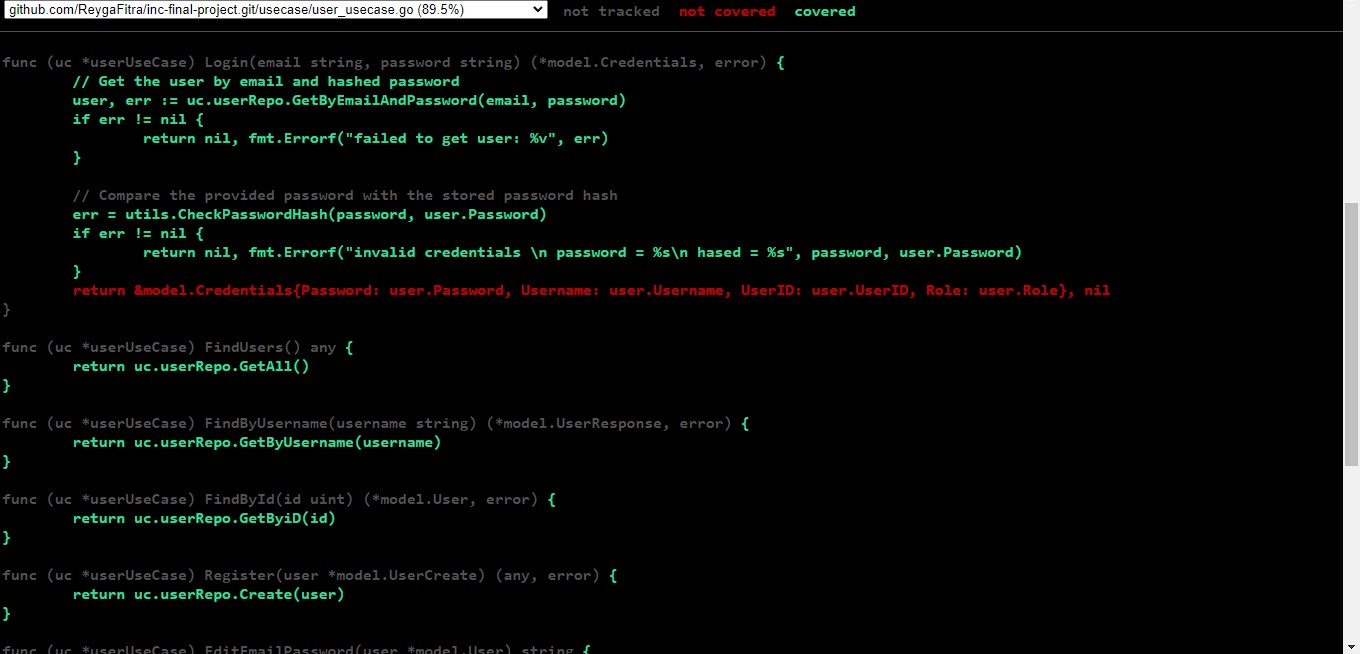 github.com/ReygaFitra/inc-final-project.git/usecase/user_usecase.go (89.5%) not tracked not covered covered
func (uc *userUseCase) Login(email string, password string) (*model.Credentials, error) {
// Get the user by email and hashed password
user, err := uc.userRepo.GetByEmailAndPassword(email, password)
if err != nil {
return nil, fmt.Errorf("failed to get user: %v", err)
}
// Compare the provided password with the stored password hash
err = utils.CheckPasswordHash(password, user.Password)
if err != nil {
return nil, fmt.Errorf("invalid credentials \n password = %s\n hased = %s", password, user.Password)
}
return &model.Credentials{Password: user.Password, Username: user.Username, UserID: user.UserID, Role: user.Role}, nil
}
func (uc *userUseCase) FindUsers() any {
return uc.userRepo.GetAll()
}
func (uc *userUseCase) FindByUsername(username string) (*model.UserResponse, error) {
return uc.userRepo.GetByUsername(username)
}
func (uc *userUseCase) FindById(id uint) (*model.User, error) {
return uc.userRepo.GetByiD(id)
}
func (uc *userUseCase) Register(user *model.UserCreate) (any, error) {
return uc.userRepo.Create(user)
}
func (uc *userUseCase) EditEmailPassword(user *model.User) string {